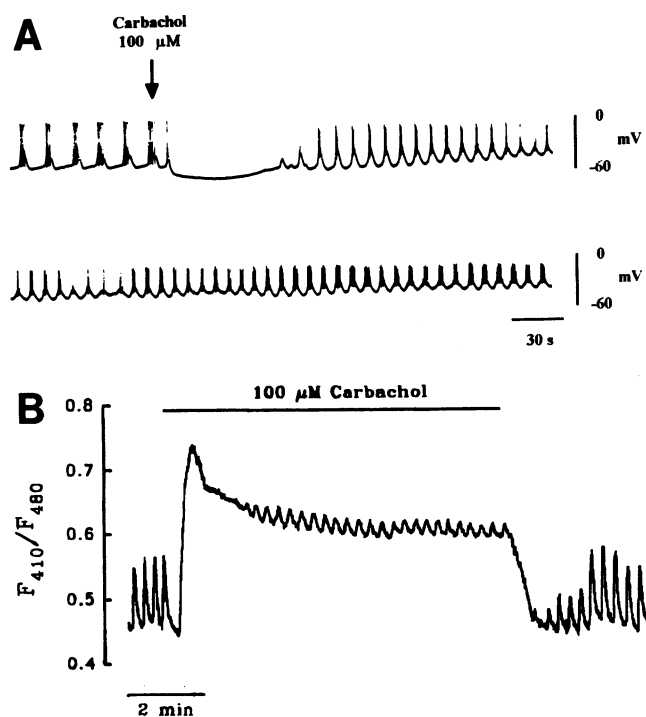 A
Carbachol
100 μM
0
mV
-60
0
mV
-60
30 s
B
100 μM Carbachol
0.8
0.7
0.6
0.5
0.4
F410/F480
2 min